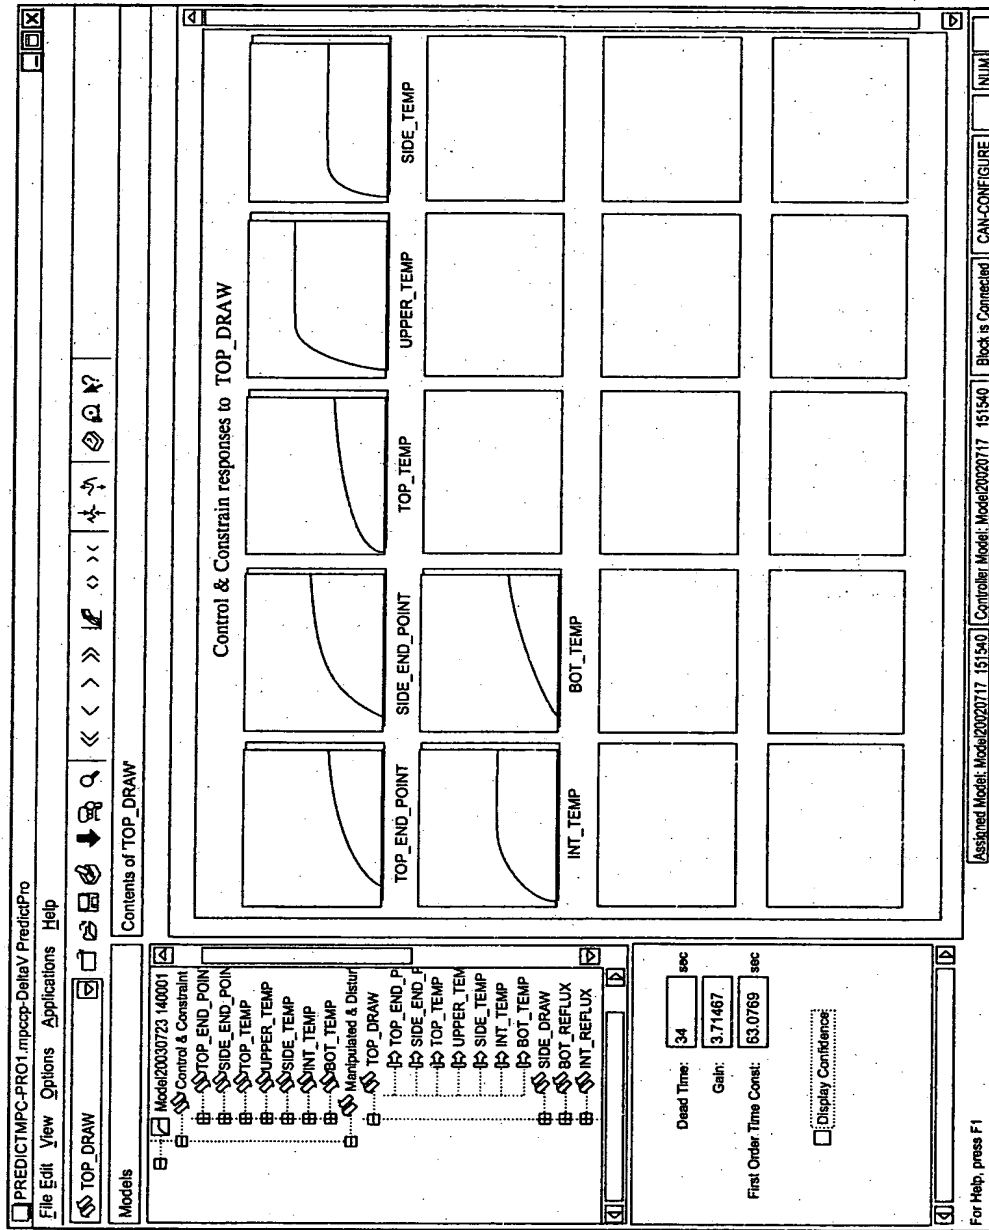 PREDICTMPC-PRO1.mpccp-DeltaV PredictPro
File Edit View Options Applications Help
TOP_DRAW
Models
Contents of 'TOP_DRAW'
Model20030723 140001
Control & Constraint
TOP_END_POIN
SIDE_END_POIN
TOP_TEMP
UPPER_TEMP
SIDE_TEMP
INT_TEMP
BOT_TEMP
Manipulated & Distur
TOP_DRAW
TOP_END_P
SIDE_END_P
TOP_TEMP
UPPER_TEM
SIDE_TEMP
INT_TEMP
BOT_TEMP
SIDE_DRAW
BOT_REFLUX
INT_REFLUX
Dead Time: 34 sec
Gain: 3.71467
First Order Time Const: 63.0769 sec
Display Confidence:
Control & Constrain responses to TOP_DRAW
TOP_END_POINT
SIDE_END_POINT
TOP_TEMP
UPPER_TEMP
SIDE_TEMP
INT_TEMP
BOT_TEMP
For Help, press F1
Assigned Model: Model20020717 151540
Controller Model: Model20020717 151540
Block is Connected
CAN-CONFIGURE
NUM